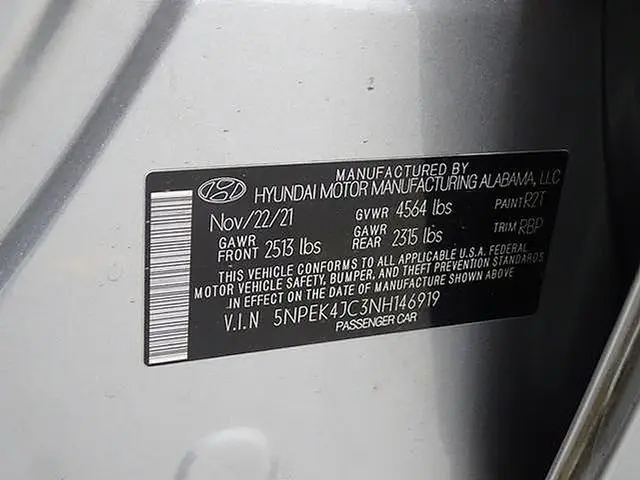 MANUFACTURED BY
HYUNDAI MOTOR MANUFACTURING ALABAMA, LLC
Nov/22/21 GVWR 4564 lbs PAINT R2T
GAWR FRONT 2513 lbs GAWR REAR 2315 lbs TRIM RBP
THIS VEHICLE CONFORMS TO ALL APPLICABLE U.S.A. FEDERAL
MOTOR VEHICLE SAFETY, BUMPER, AND THEFT PREVENTION STANDARDS
IN EFFECT ON THE DATE OF MANUFACTURE SHOWN ABOVE
V.I.N 5NPEK4JC3NH146919
PASSENGER CAR